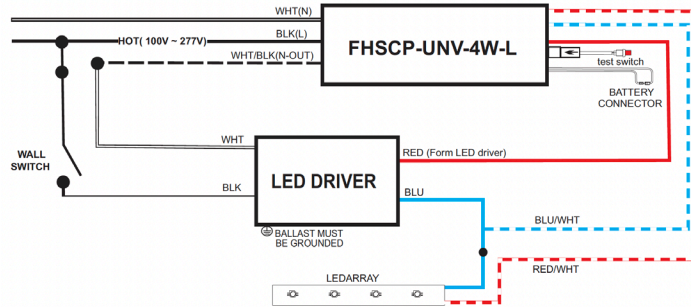 WHT(N)
BLK(L)
HOT( 100V ~ 277V)
WHT/BLK(N-OUT)
FHSCP-UNV-4W-L
test switch
BATTERY
CONNECTOR
WHT
WALL
SWITCH
RED (Form LED driver)
LED DRIVER
BLK
BLU
BLU/WHT
BALLAST MUST
BE GROUNDED
RED/WHT
LEDARRAY